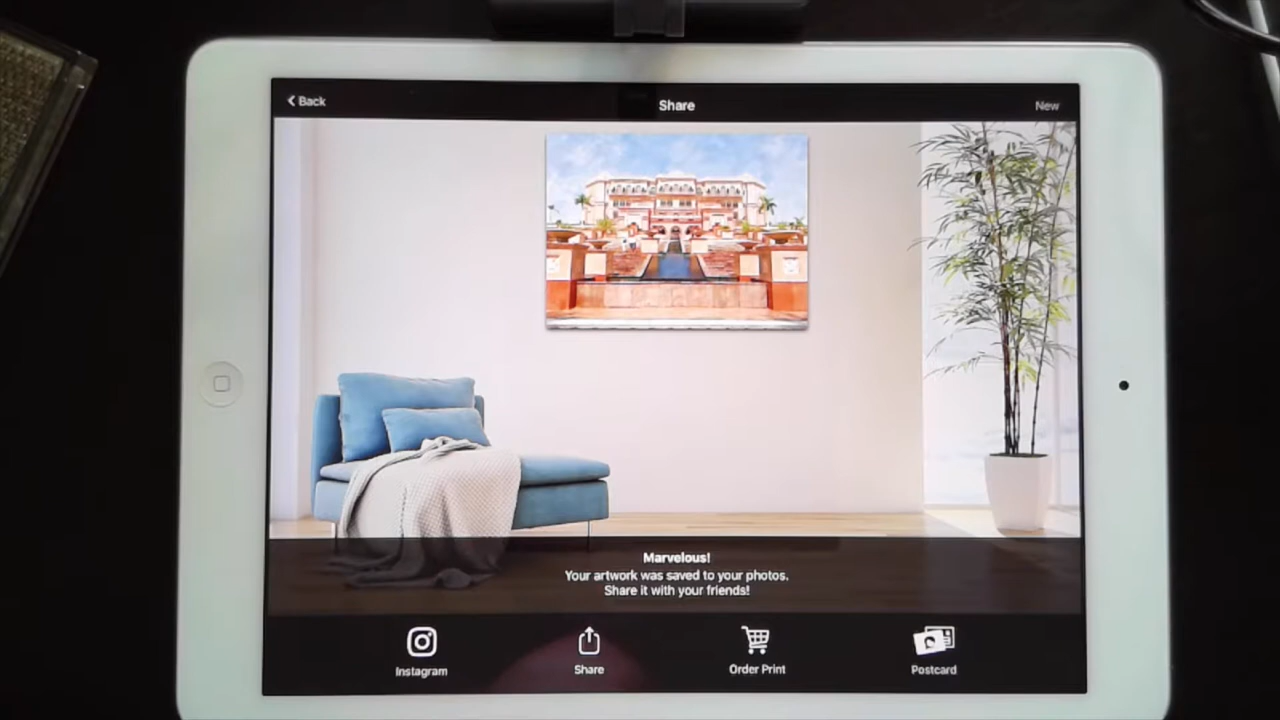 Back
Share
New
Marvelous!
Your artwork was saved to your photos.
Share it with your friends!
Instagram
Share
Order Print
Postcard